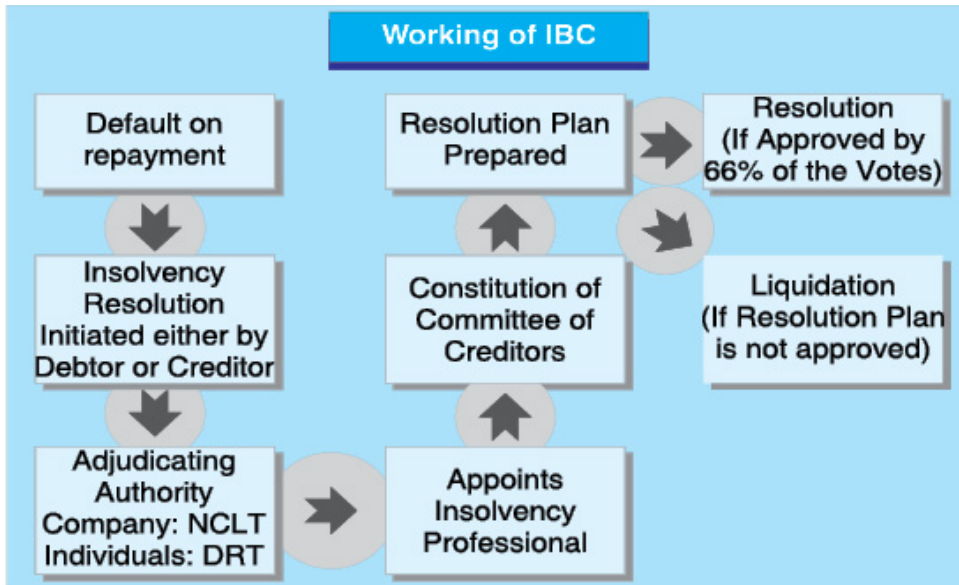 Working of IBC
Default on
repayment
Insolvency
Resolution
Initiated either by
Debtor or Creditor
Adjudicating
Authority
Company: NCLT
Individuals: DRT
Appoints
Insolvency
Professional
Constitution of
Committee of
Creditors
Resolution Plan
Prepared
Resolution
(If Approved by
66% of the Votes)
Liquidation
(If Resolution Plan
is not approved)